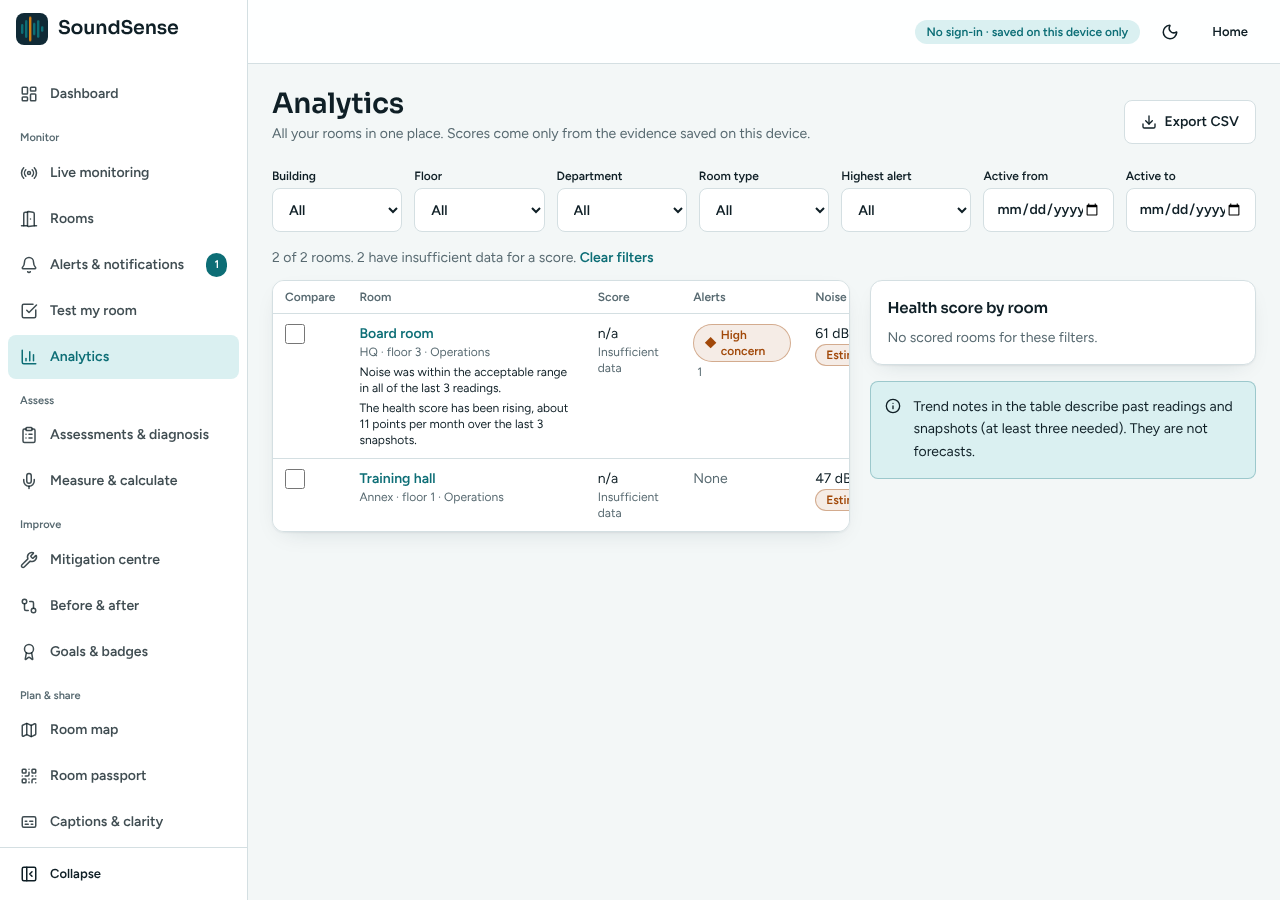 SoundSense
No sign-in · saved on this device only
Home
Dashboard
Monitor
Live monitoring
Rooms
Alerts & notifications
1
Test my room
Analytics
Assess
Assessments & diagnosis
Measure & calculate
Improve
Mitigation centre
Before & after
Goals & badges
Plan & share
Room map
Room passport
Captions & clarity
Collapse
Analytics
All your rooms in one place. Scores come only from the evidence saved on this device.
Export CSV
Building
Floor
Department
Room type
Highest alert
Active from
Active to
All
All
All
All
All
mm/dd/yyyy
mm/dd/yyyy
2 of 2 rooms. 2 have insufficient data for a score. Clear filters
Compare
Room
Score
Alerts
Noise
Board room
HQ · floor 3 · Operations
Noise was within the acceptable range
in all of the last 3 readings.
The health score has been rising, about
11 points per month over the last 3
snapshots.
n/a
Insufficient
data
High
concern
1
61 dB
Training hall
Annex · floor 1 · Operations
n/a
Insufficient
data
None
47 dB
Health score by room
No scored rooms for these filters.
Trend notes in the table describe past readings and
snapshots (at least three needed). They are not
forecasts.